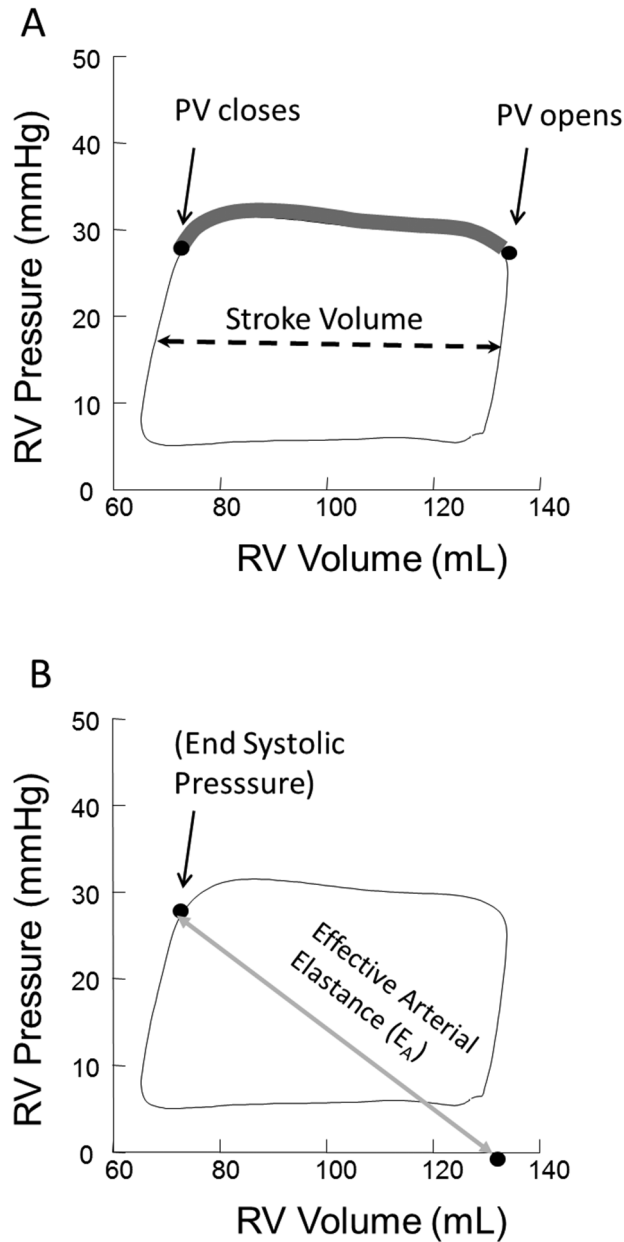 A
50
40
30
20
10
0
RV Pressure (mmHg)
PV closes
PV opens
Stroke Volume
60
80
100
120
140
RV Volume (mL)
B
50
40
30
20
10
0
RV Pressure (mmHg)
(End Systolic
Presssure)
Effective Arterial
Elastance (EA)
60
80
100
120
140
RV Volume (mL)